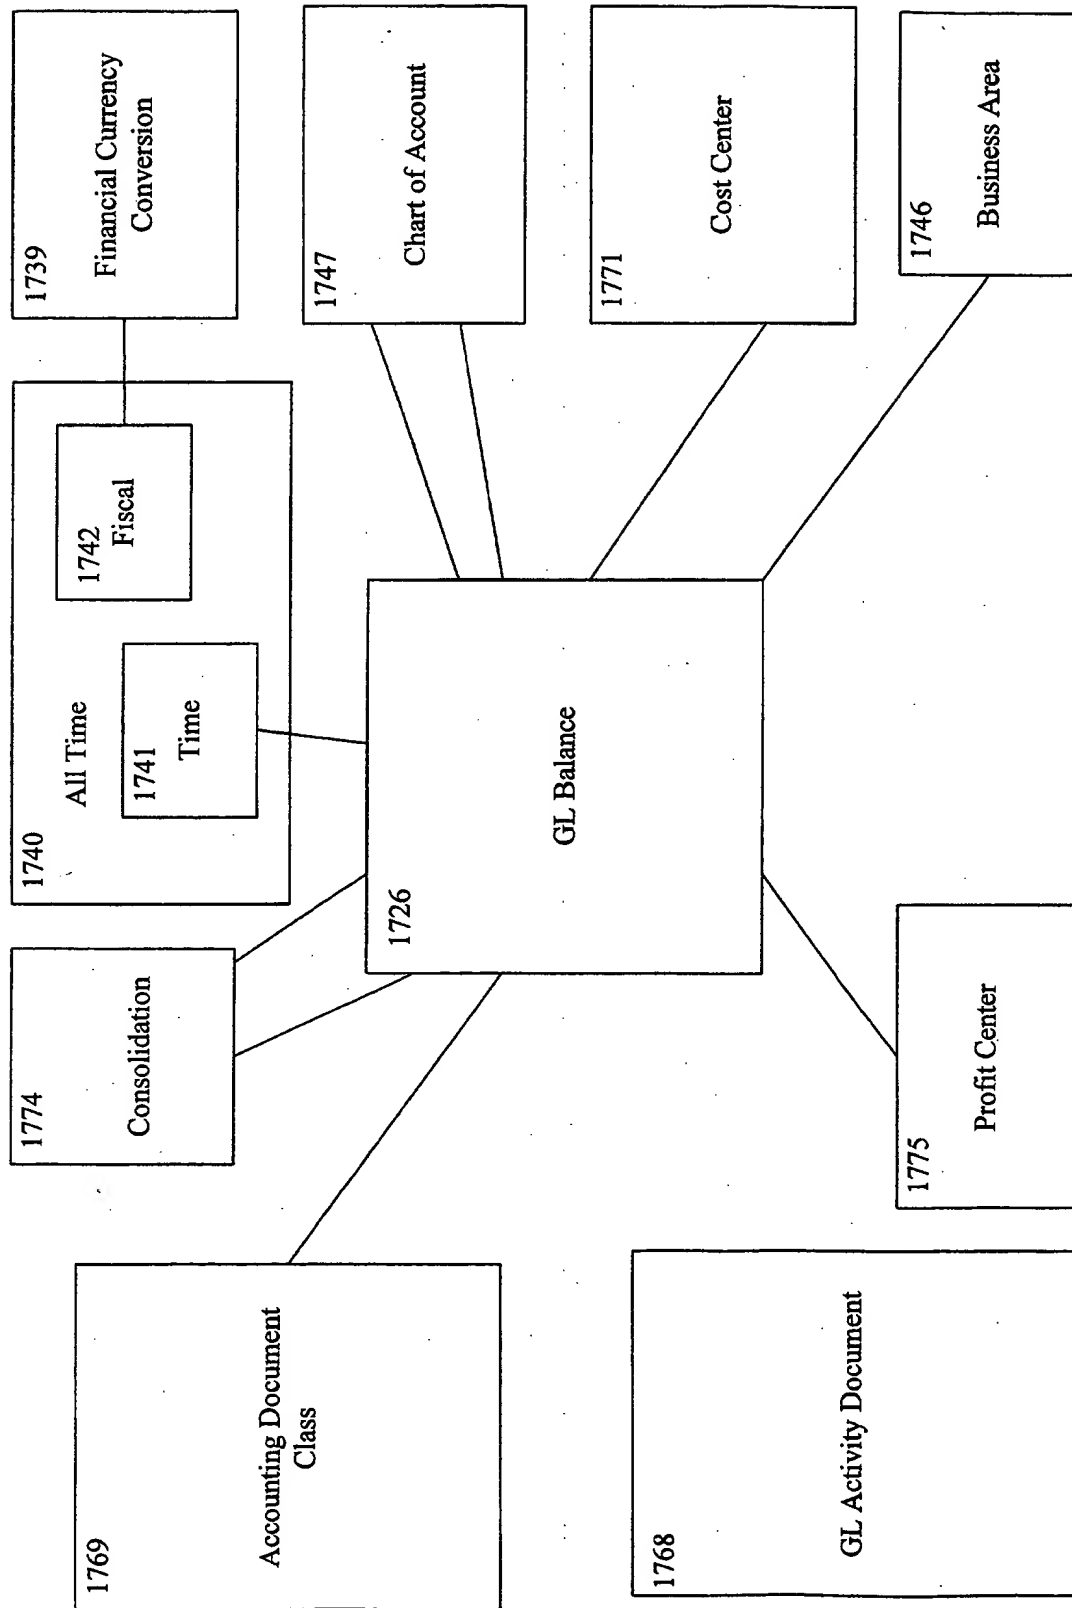 1769
Accounting Document
Class
1774
Consolidation
1740
All Time
1741
Time
1742
Fiscal
1739
Financial Currency
Conversion
1726
GL Balance
1747
Chart of Account
1771
Cost Center
1768
GL Activity Document
1775
Profit Center
1746
Business Area